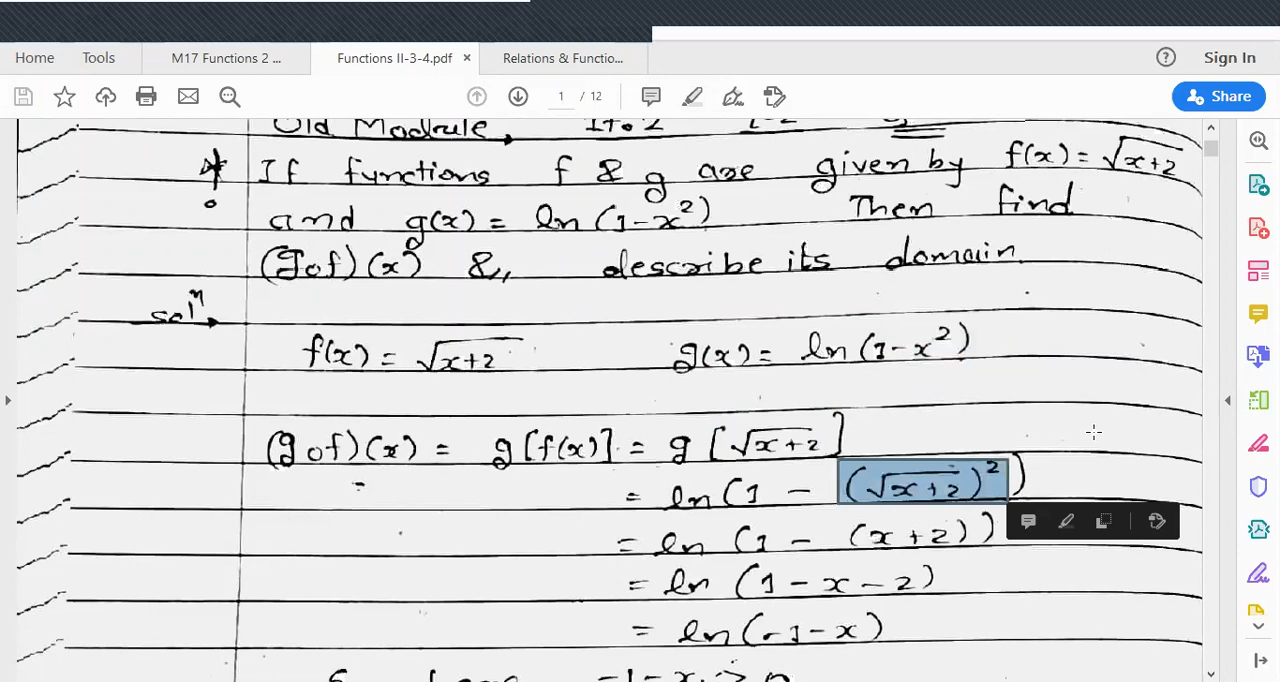 Home Tools M17 Functions 2 ... Functions II-3-4.pdf × Relations & Functio... ? Sign In
1 / 12 Share
Old Module
* If functions f & g are given by f(x) = √x+2
and g(x) = ln (1-x²) Then find
(gof)(x) &, describe its domain.
solⁿ
f(x) = √x+2 g(x) = ln (1-x²)
(gof)(x) = g[f(x)] = g[√x+2]
= ln (1 - (√x+2)²)
= ln (1 - (x+2))
= ln (1-x-2)
= ln (-1-x)
-1-x > 0